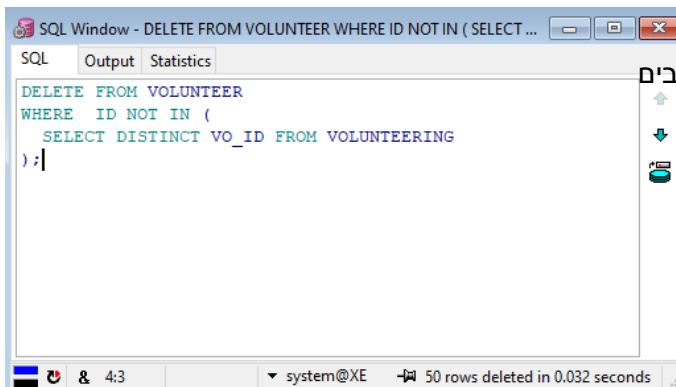 SQL Window - DELETE FROM VOLUNTEER WHERE ID NOT IN ( SELECT ...
SQL Output Statistics
בים
DELETE FROM VOLUNTEER
WHERE ID NOT IN (
SELECT DISTINCT VO_ID FROM VOLUNTEERING
);
& 4:3 system@XE 50 rows deleted in 0.032 seconds